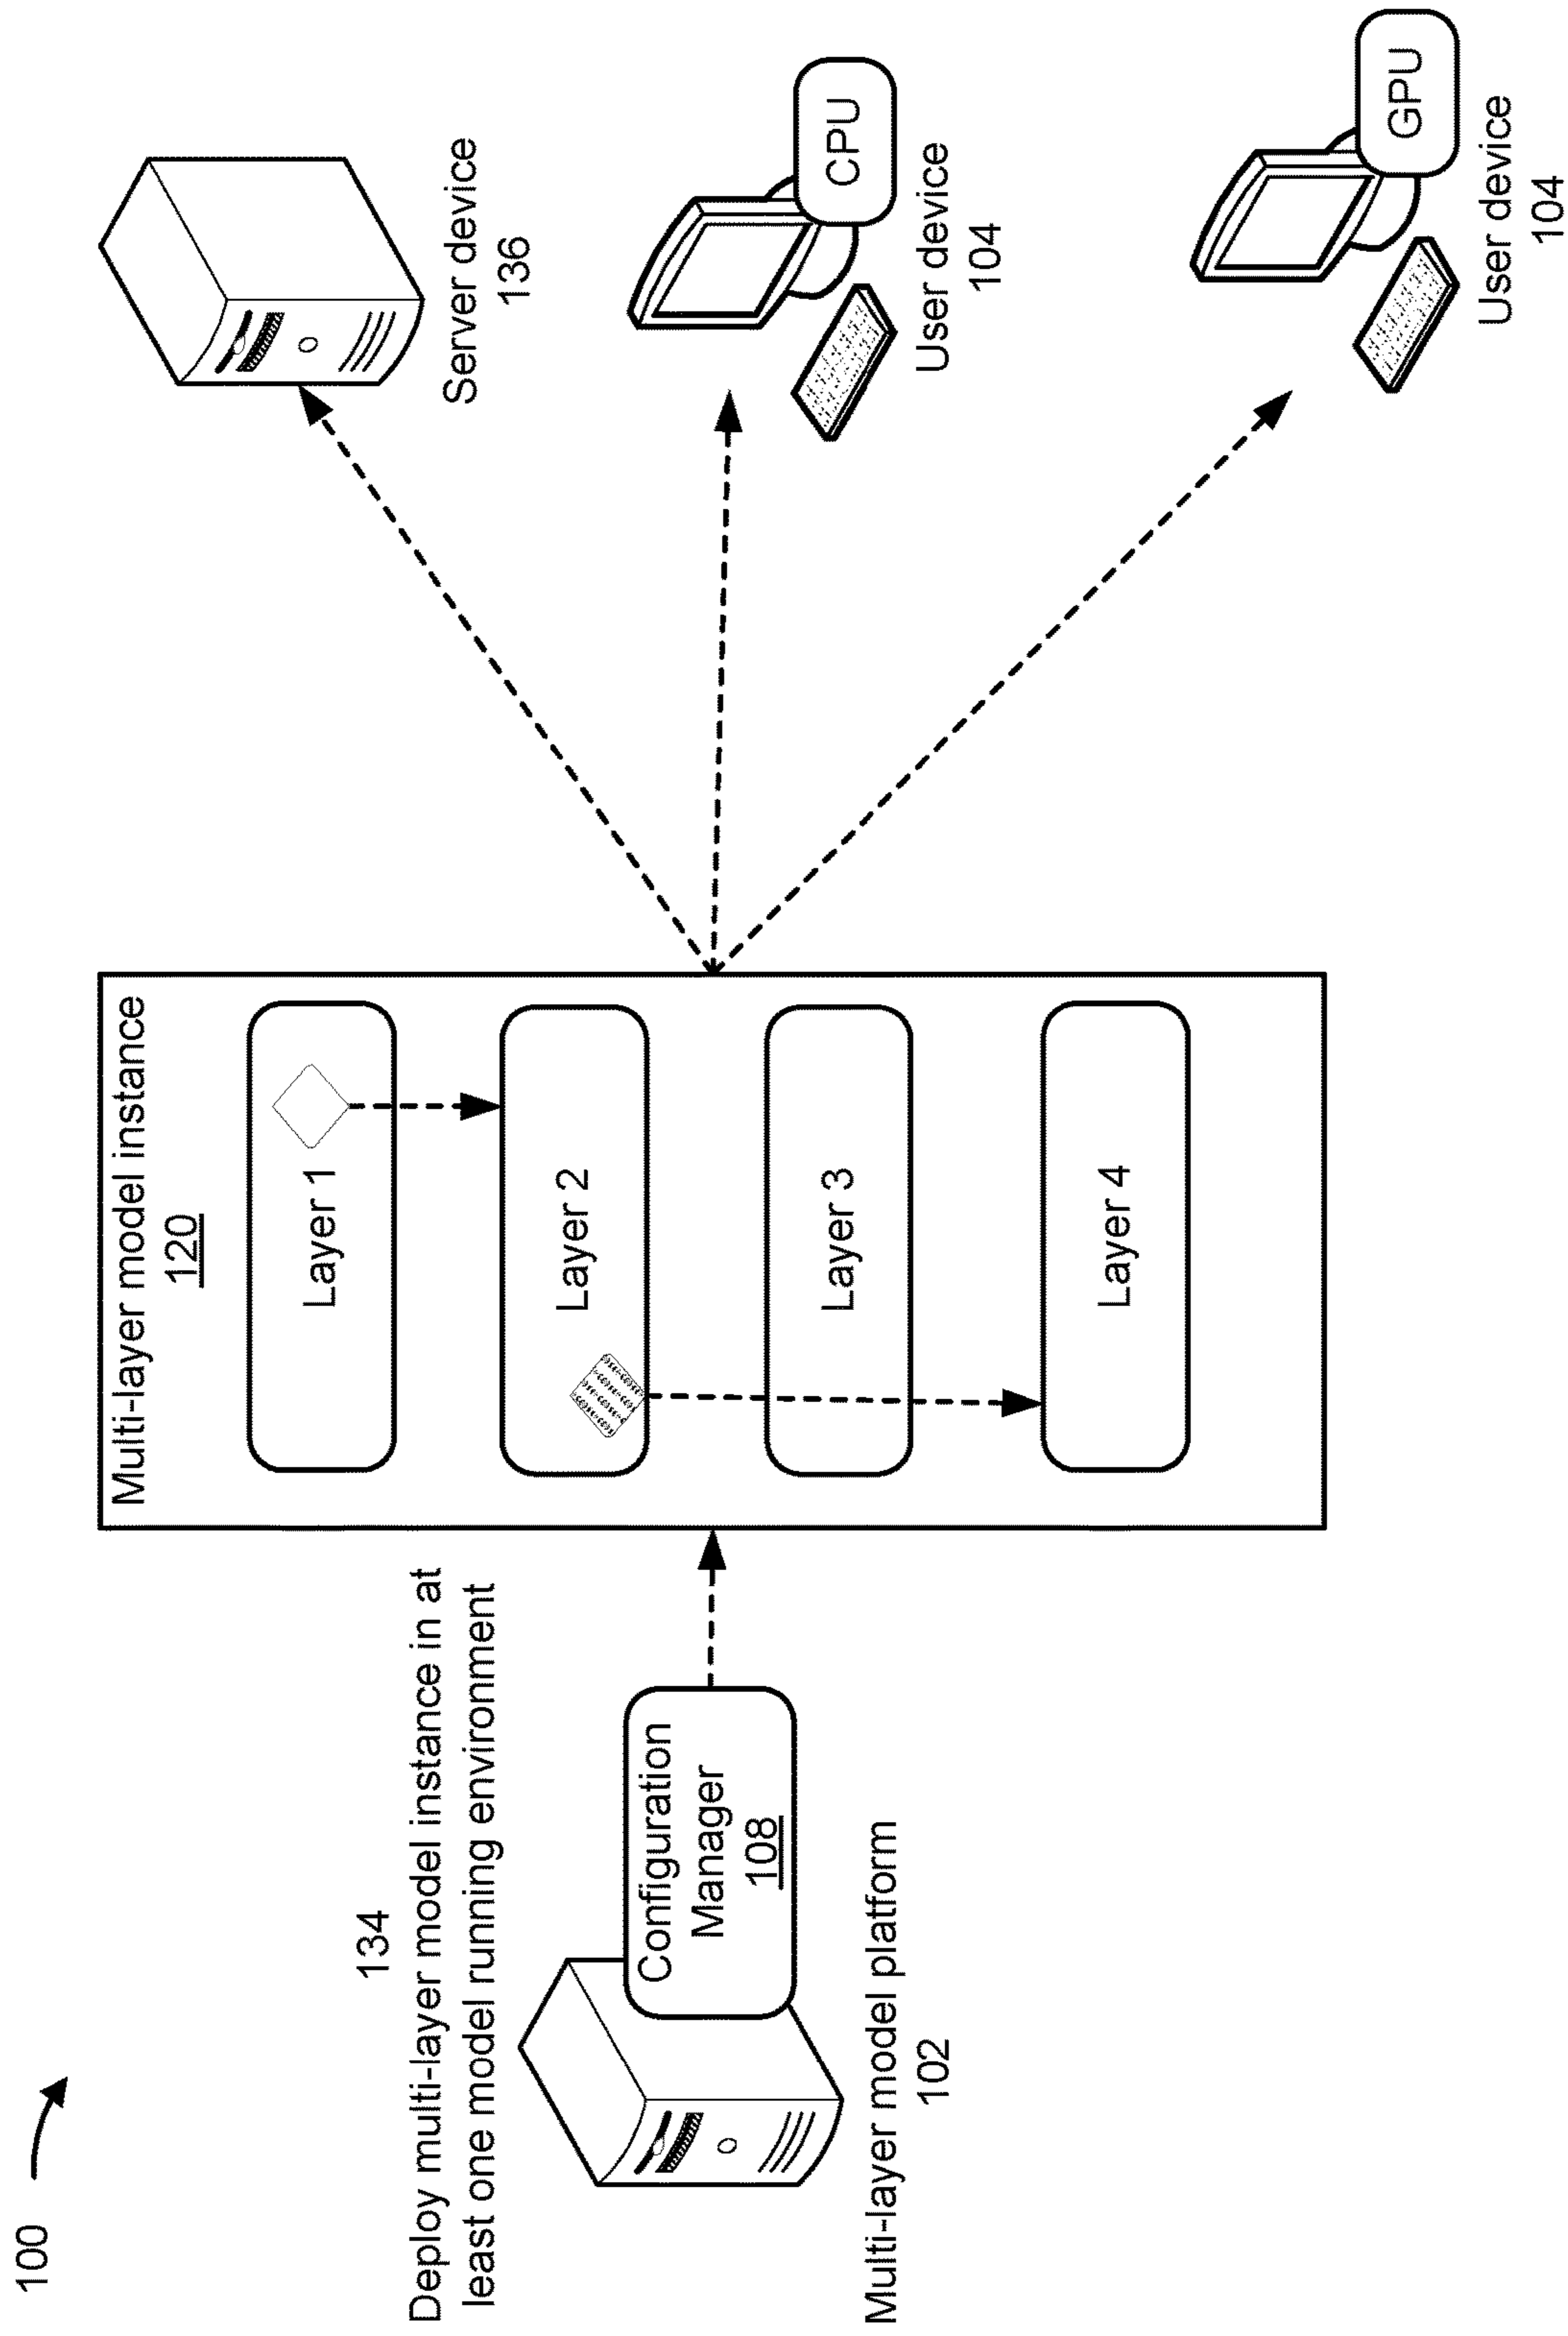 100
134
Deploy multi-layer model instance in at
least one model running environment
Configuration
Manager
108
Multi-layer model platform
102
Multi-layer model instance
120
Layer 1
Layer 2
Layer 3
Layer 4
Server device
136
CPU
User device
104
GPU
User device
104